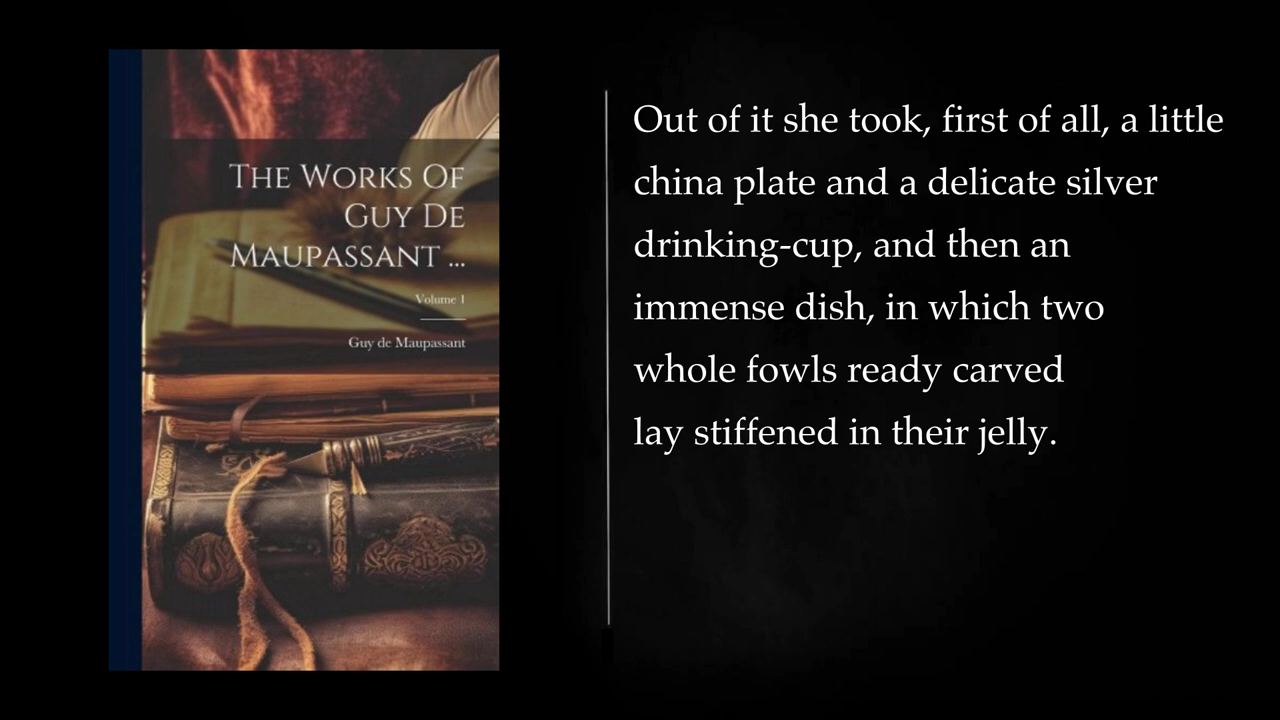 The Works Of
Guy De
Maupassant ...
Volume 1
Guy de Maupassant
Out of it she took, first of all, a little
china plate and a delicate silver
drinking-cup, and then an
immense dish, in which two
whole fowls ready carved
lay stiffened in their jelly.